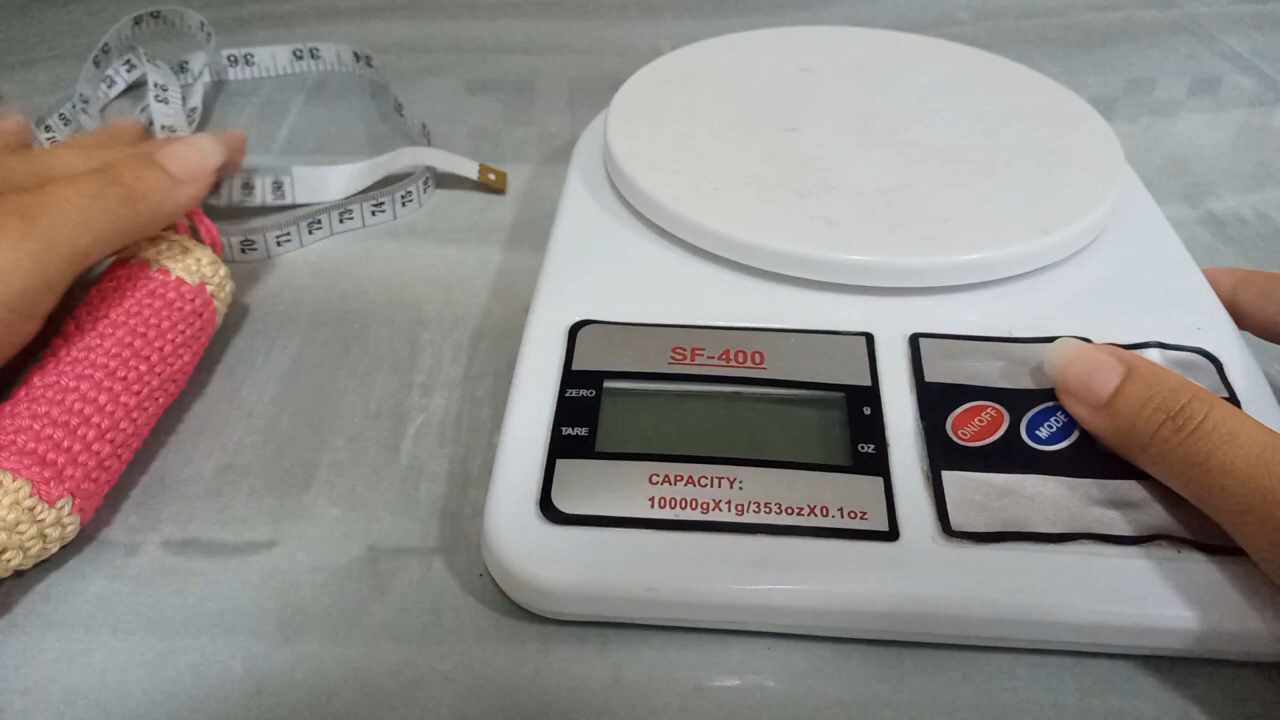 36 35 34
70 71 72 73 74 75 76
SF-400
ZERO
g
TARE
OZ
ON/OFF
MODE
CAPACITY:
10000gX1g/353ozX0.1oz